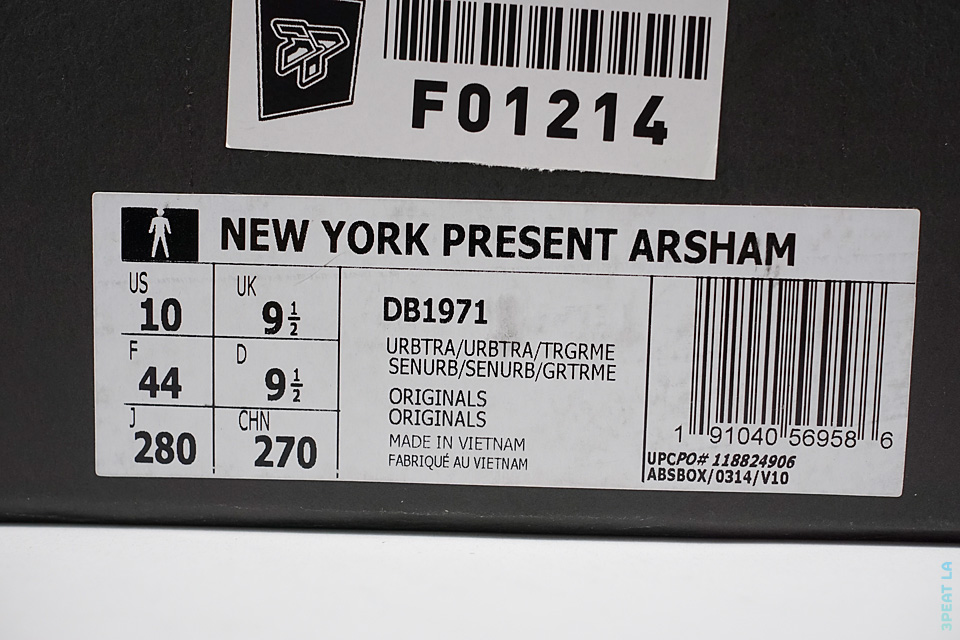 F01214
NEW YORK PRESENT ARSHAM
US
10
UK
9 1/2
F
44
D
9 1/2
J
280
CHN
270
DB1971
URBTRA/URBTRA/TRGRME
SENURB/SENURB/GRTRME
ORIGINALS
ORIGINALS
MADE IN VIETNAM
FABRIQUÉ AU VIETNAM
1 91040 56958 6
UPCPO# 118824906
ABSBOX/0314/V10
3PEAT LA